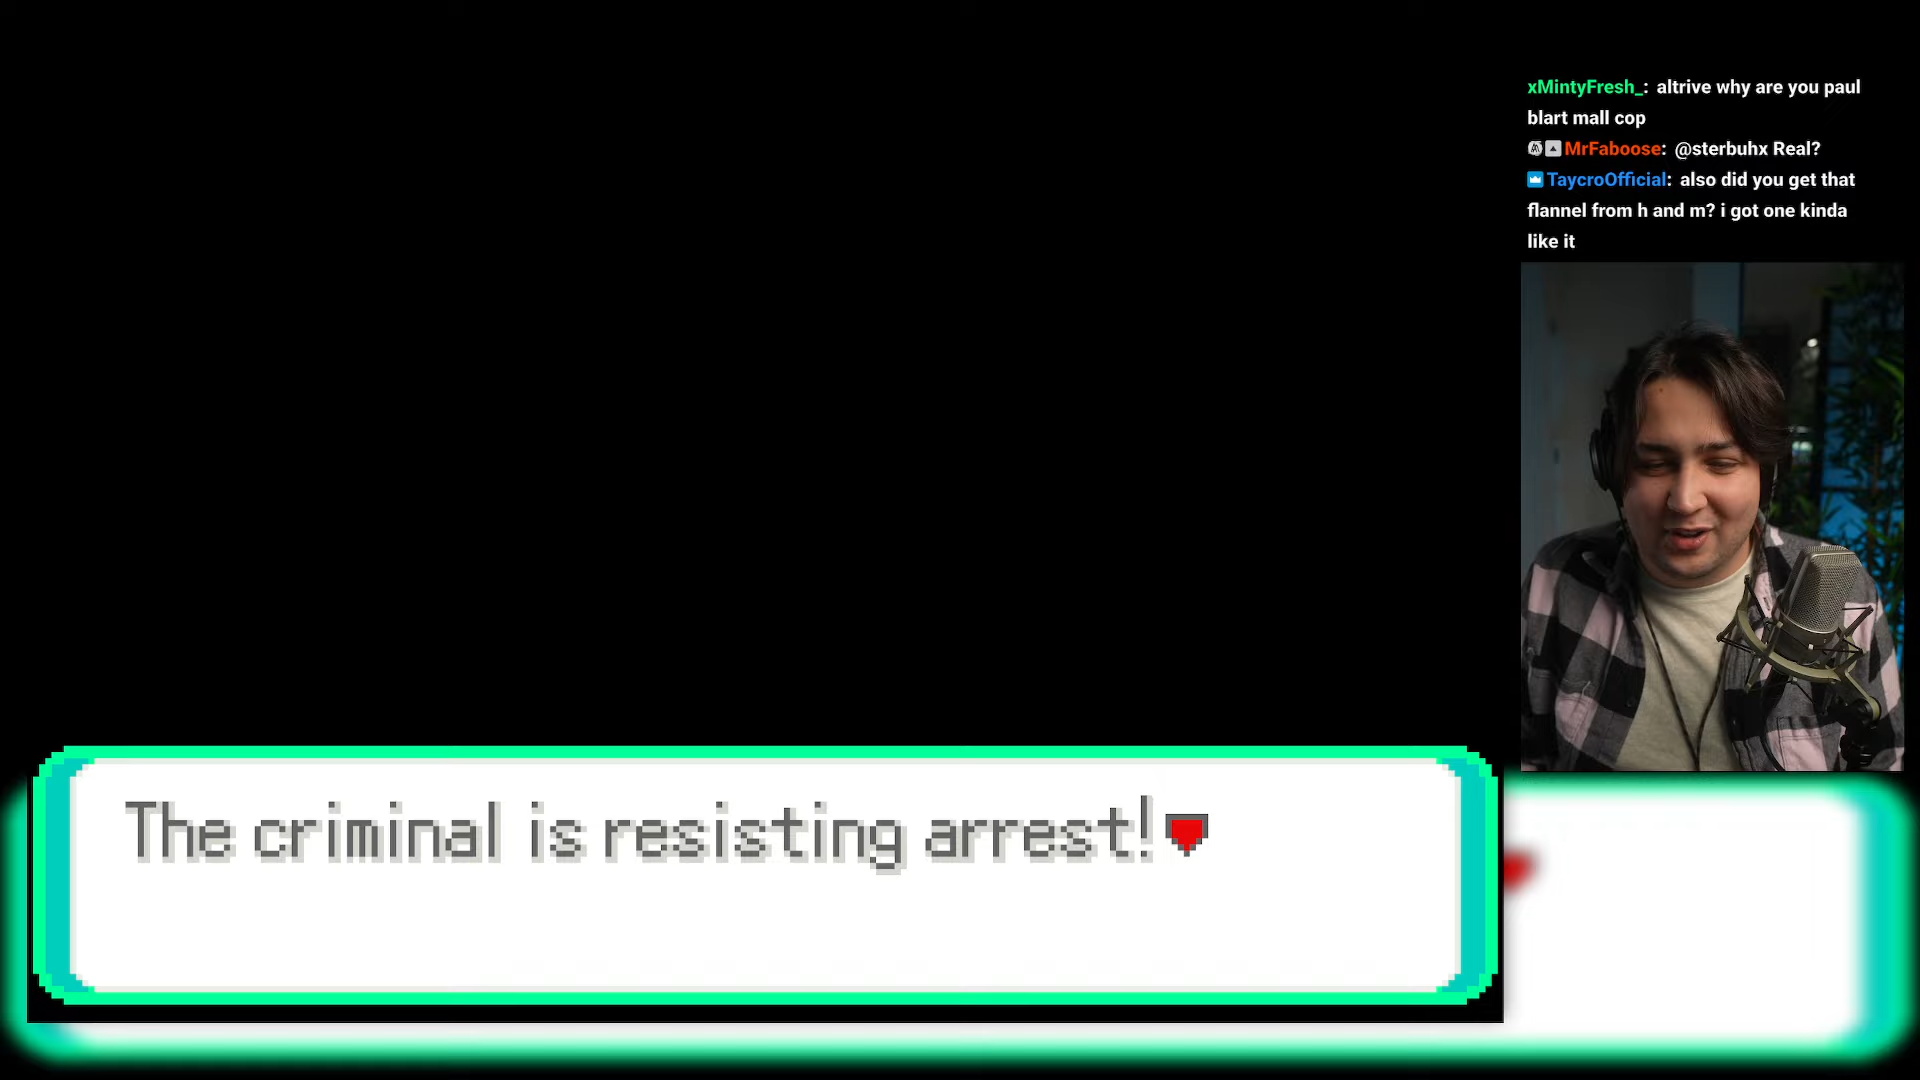 xMintyFresh_: altrive why are you paul
blart mall cop
MrFaboose: @sterbuhx Real?
TaycroOfficial: also did you get that
flannel from h and m? i got one kinda
like it
The criminal is resisting arrest!